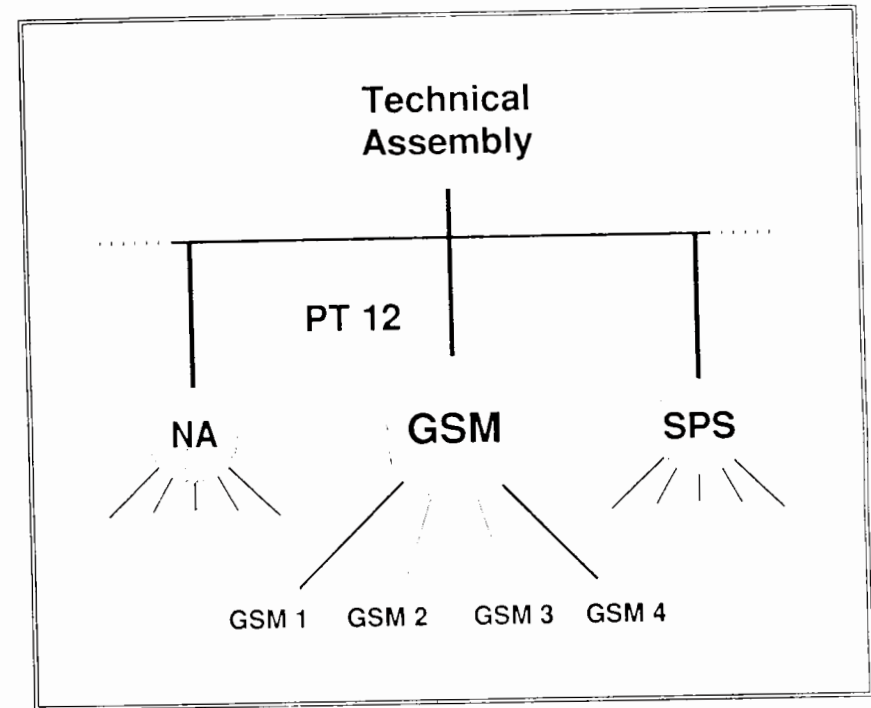 Technical
Assembly
PT 12
NA
GSM
SPS
GSM 1
GSM 2
GSM 3
GSM 4